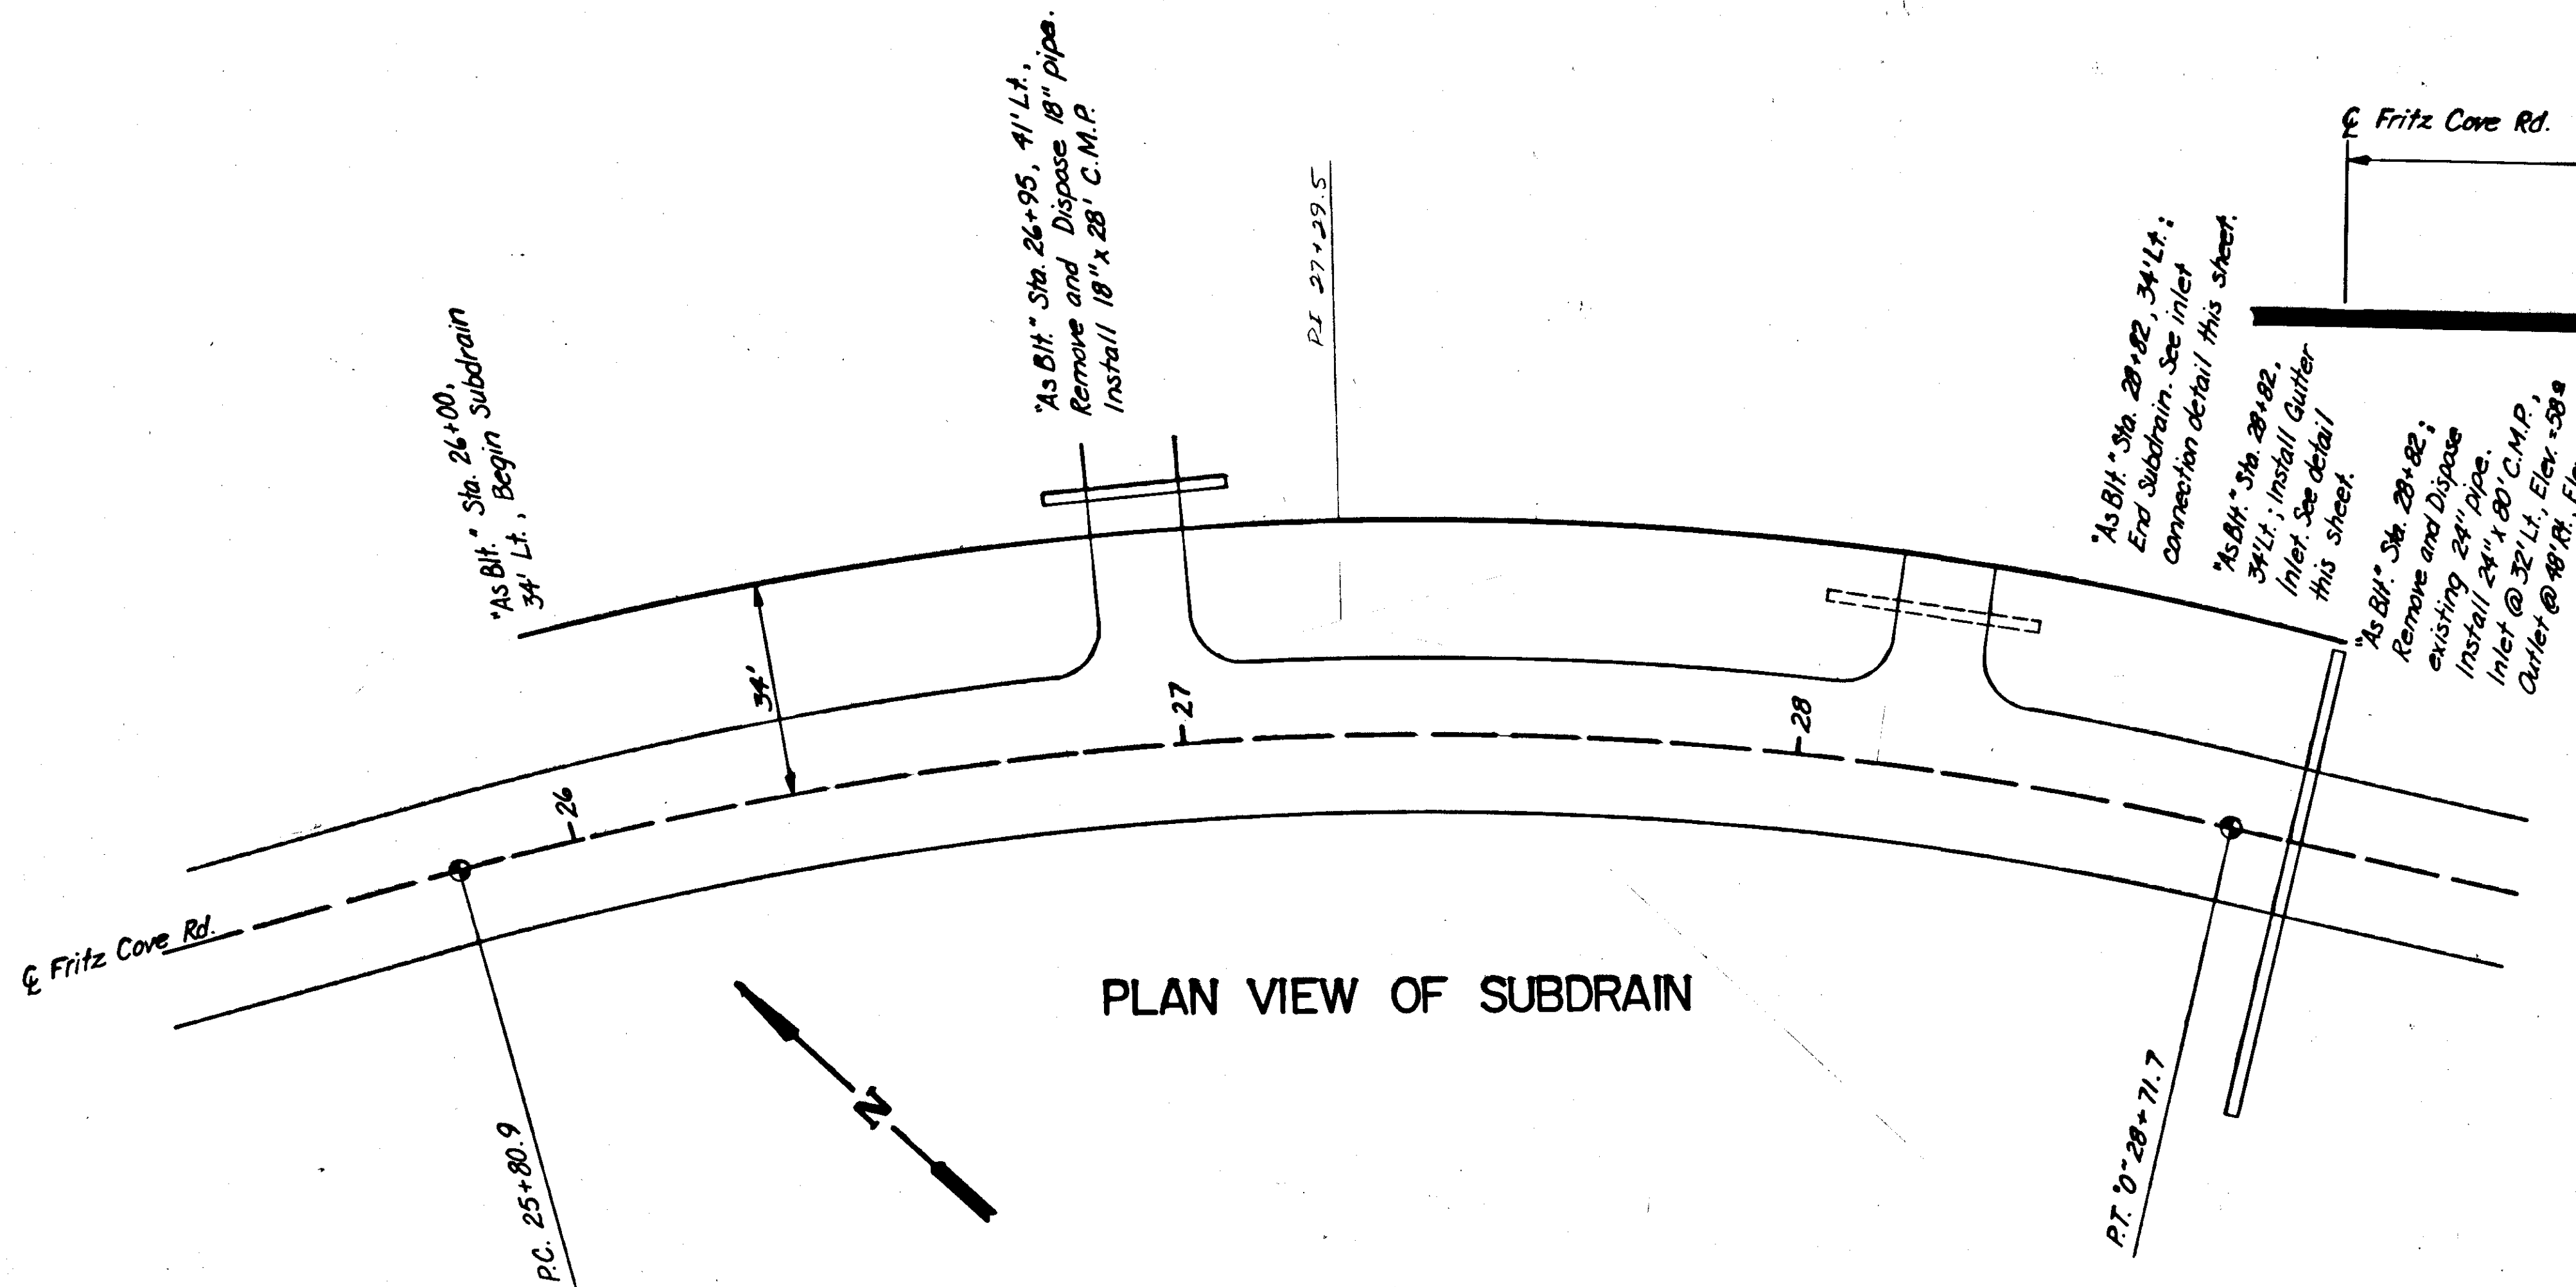 "As Blt." Sta. 26+00,
34' Lt., Begin Subdrain
"As Blt." Sta. 26+95, 41' Lt.,
Remove and Dispose 18" pipe.
Install 18" x 28' C.M.P.
PI 27+29.5
"As Blt." Sta. 28+82, 34' Lt.;
End Subdrain. See inlet
connection detail this sheet.
"As Blt." Sta. 28+82,
34' Lt.; Install Gutter
Inlet. See detail
this sheet.
"As Blt." Sta. 28+82;
Remove and Dispose
existing 24" pipe.
Install 24" x 80' C.M.P.,
Inlet @ 32' Lt., Elev. = 58
Outlet @ 48' Rt.,
℄ Fritz Cove Rd.
34'
26
27
28
℄ Fritz Cove Rd.
PLAN VIEW OF SUBDRAIN
N
P.C. 25+80.9
P.T. "O" 28+71.7